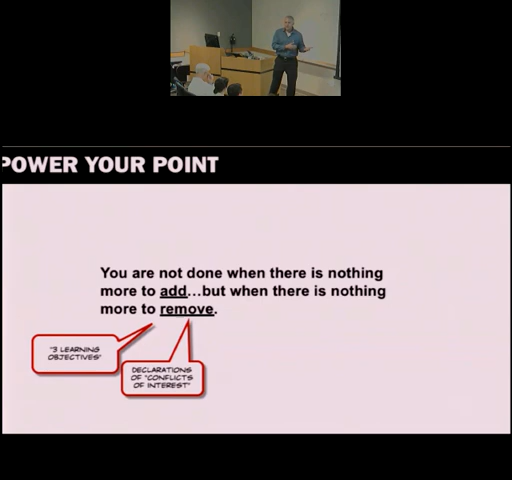 POWER YOUR POINT
You are not done when there is nothing
more to add...but when there is nothing
more to remove.
"3 LEARNING
OBJECTIVES"
DECLARATIONS
OF "CONFLICTS
OF INTEREST"